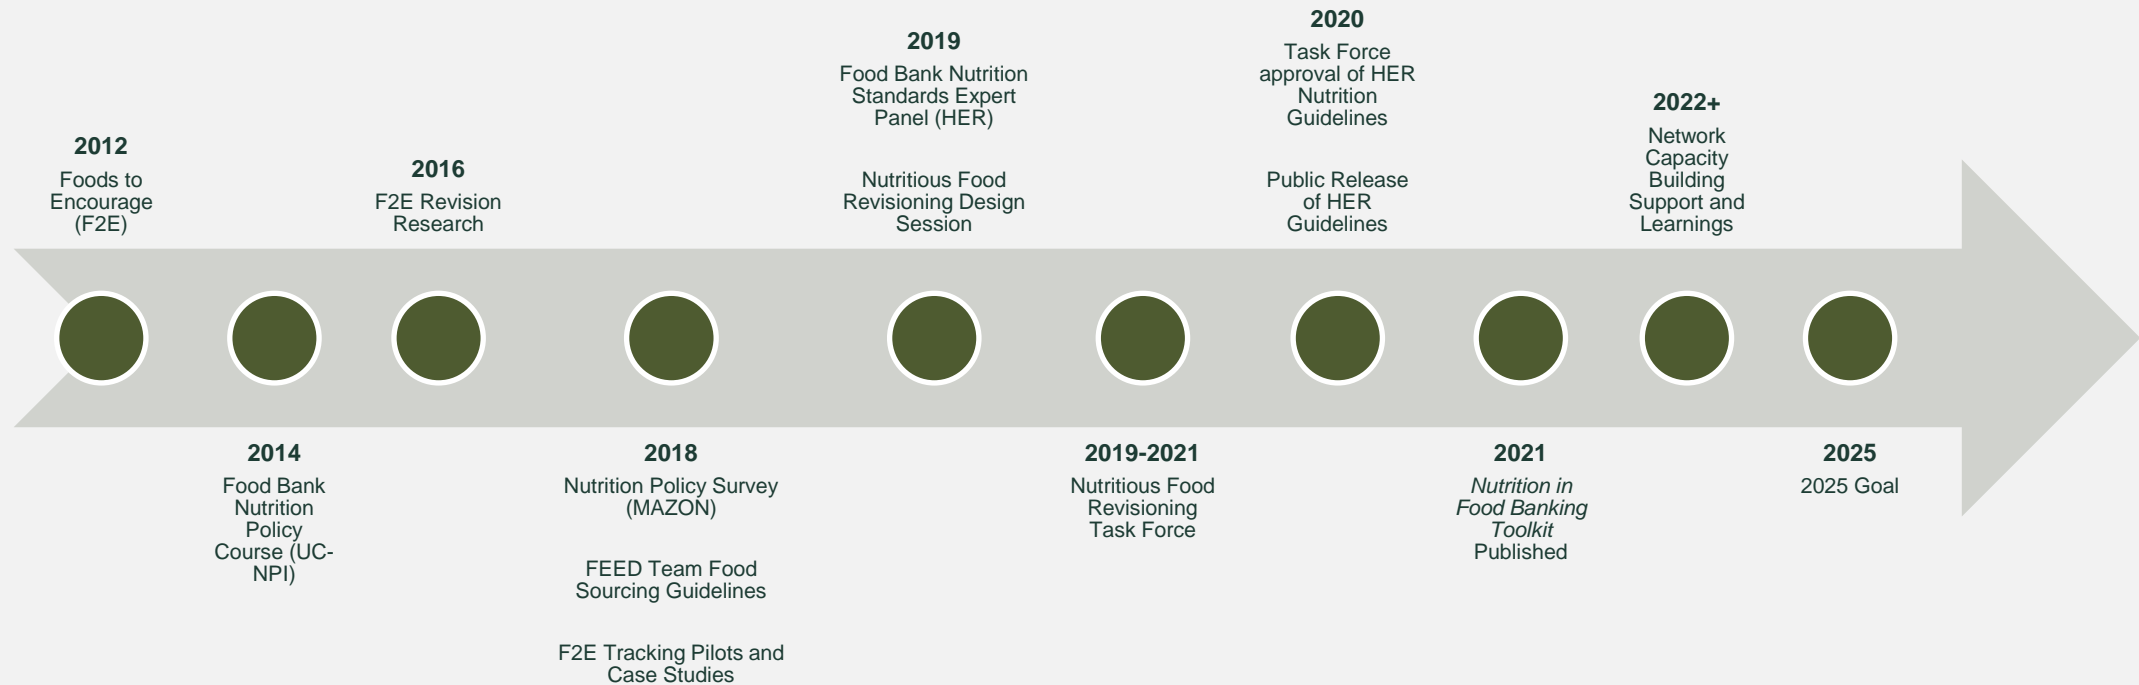 2012
Foods to
Encourage
(F2E)
2014
Food Bank
Nutrition
Policy
Course (UC-
NPI)
2016
F2E Revision
Research
2018
Nutrition Policy Survey
(MAZON)
FEED Team Food
Sourcing Guidelines
F2E Tracking Pilots and
Case Studies
2019
Food Bank Nutrition
Standards Expert
Panel (HER)
Nutritious Food
Revisioning Design
Session
2019-2021
Nutritious Food
Revisioning
Task Force
2020
Task Force
approval of HER
Nutrition
Guidelines
Public Release
of HER
Guidelines
2021
Nutrition in
Food Banking
Toolkit
Published
2022+
Network
Capacity
Building
Support and
Learnings
2025
2025 Goal